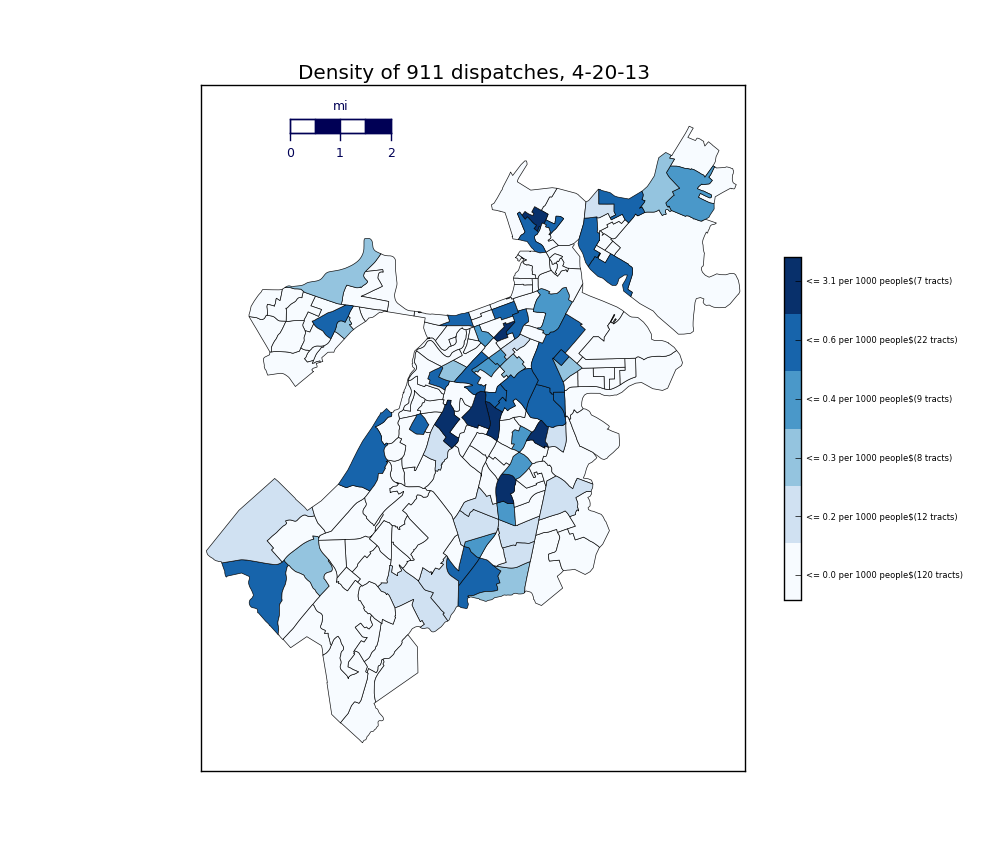 Density of 911 dispatches, 4-20-13
mi
0 1 2
<= 3.1 per 1000 people$(7 tracts)
<= 0.6 per 1000 people$(22 tracts)
<= 0.4 per 1000 people$(9 tracts)
<= 0.3 per 1000 people$(8 tracts)
<= 0.2 per 1000 people$(12 tracts)
<= 0.0 per 1000 people$(120 tracts)